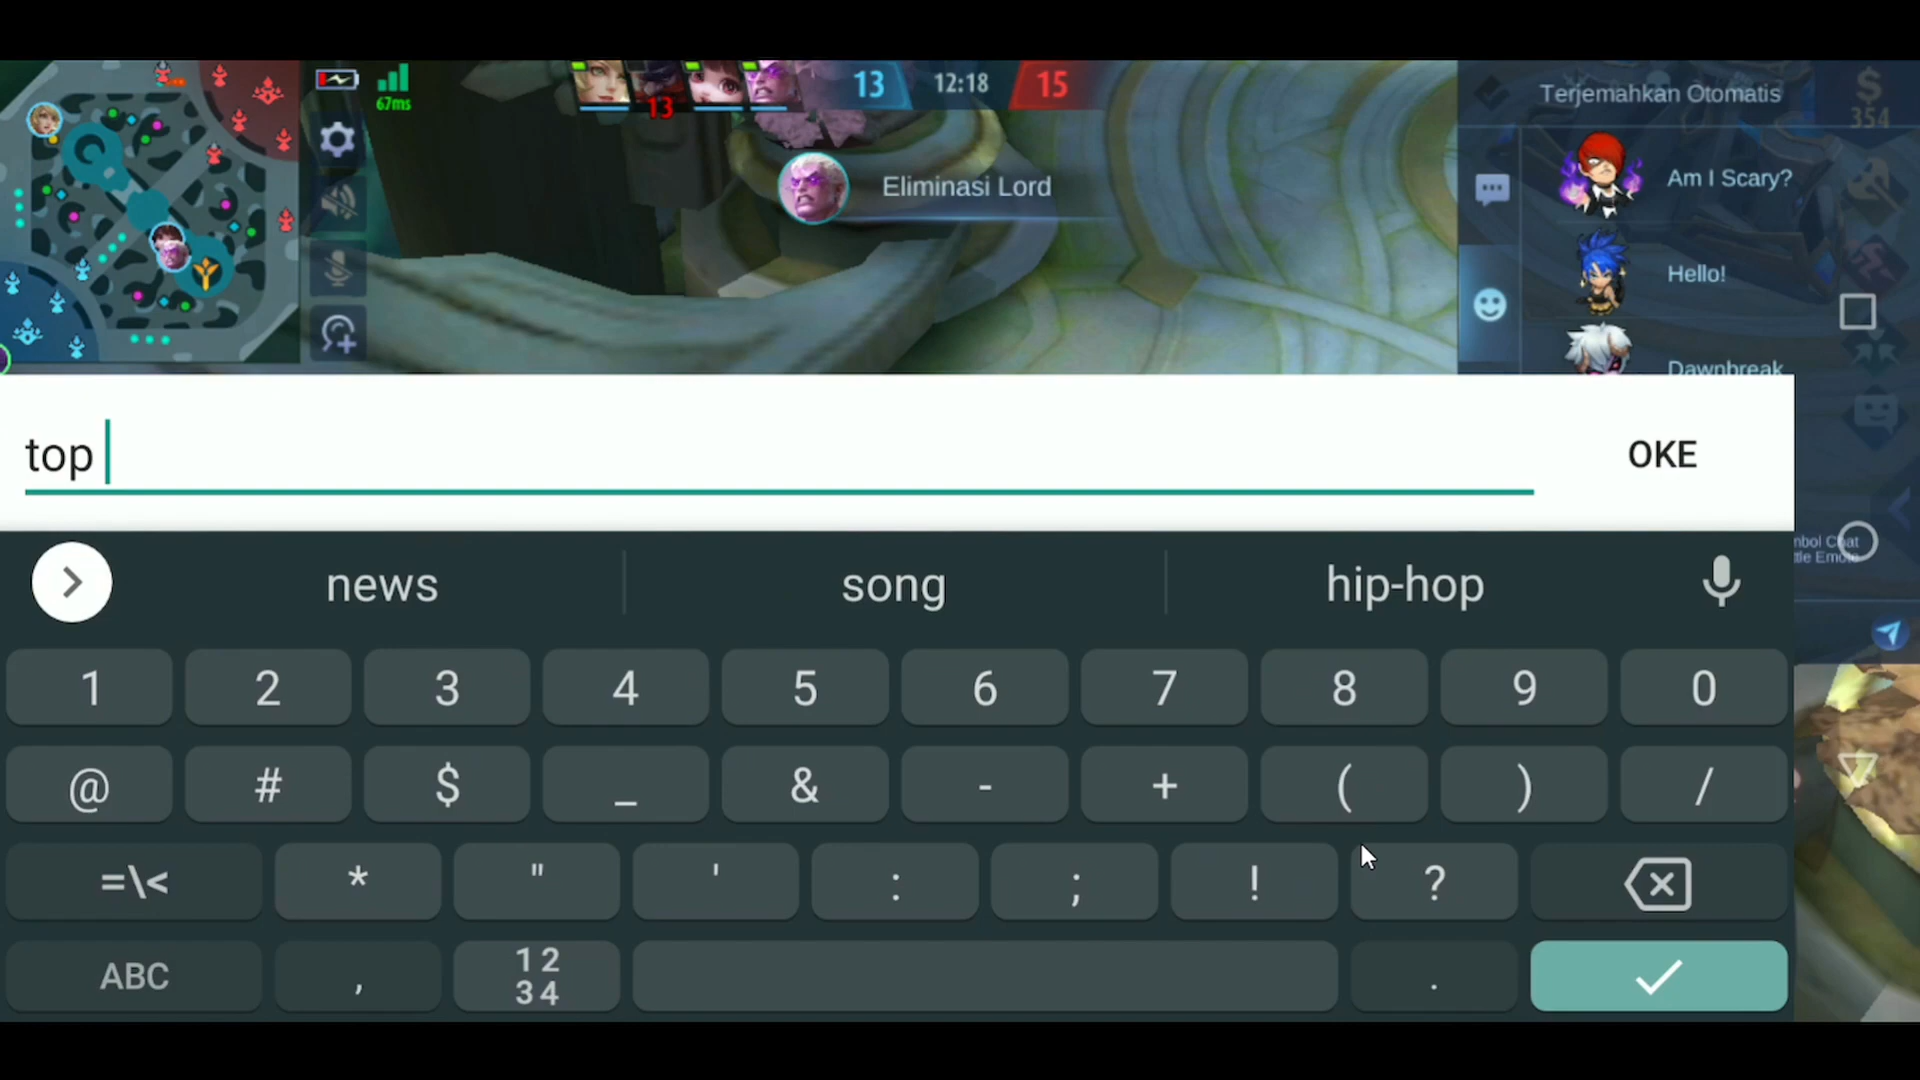 67ms
13
13
12:18
15
Terjemahkan Otomatis
354
Eliminasi Lord
Am I Scary?
Hello!
Dawnbreak
top
OKE
news
song
hip-hop
1 2 3 4 5 6 7 8 9 0
@ # $ _ & - + ( ) /
=\< * " ' : ; ! ?
ABC , 12 34 .